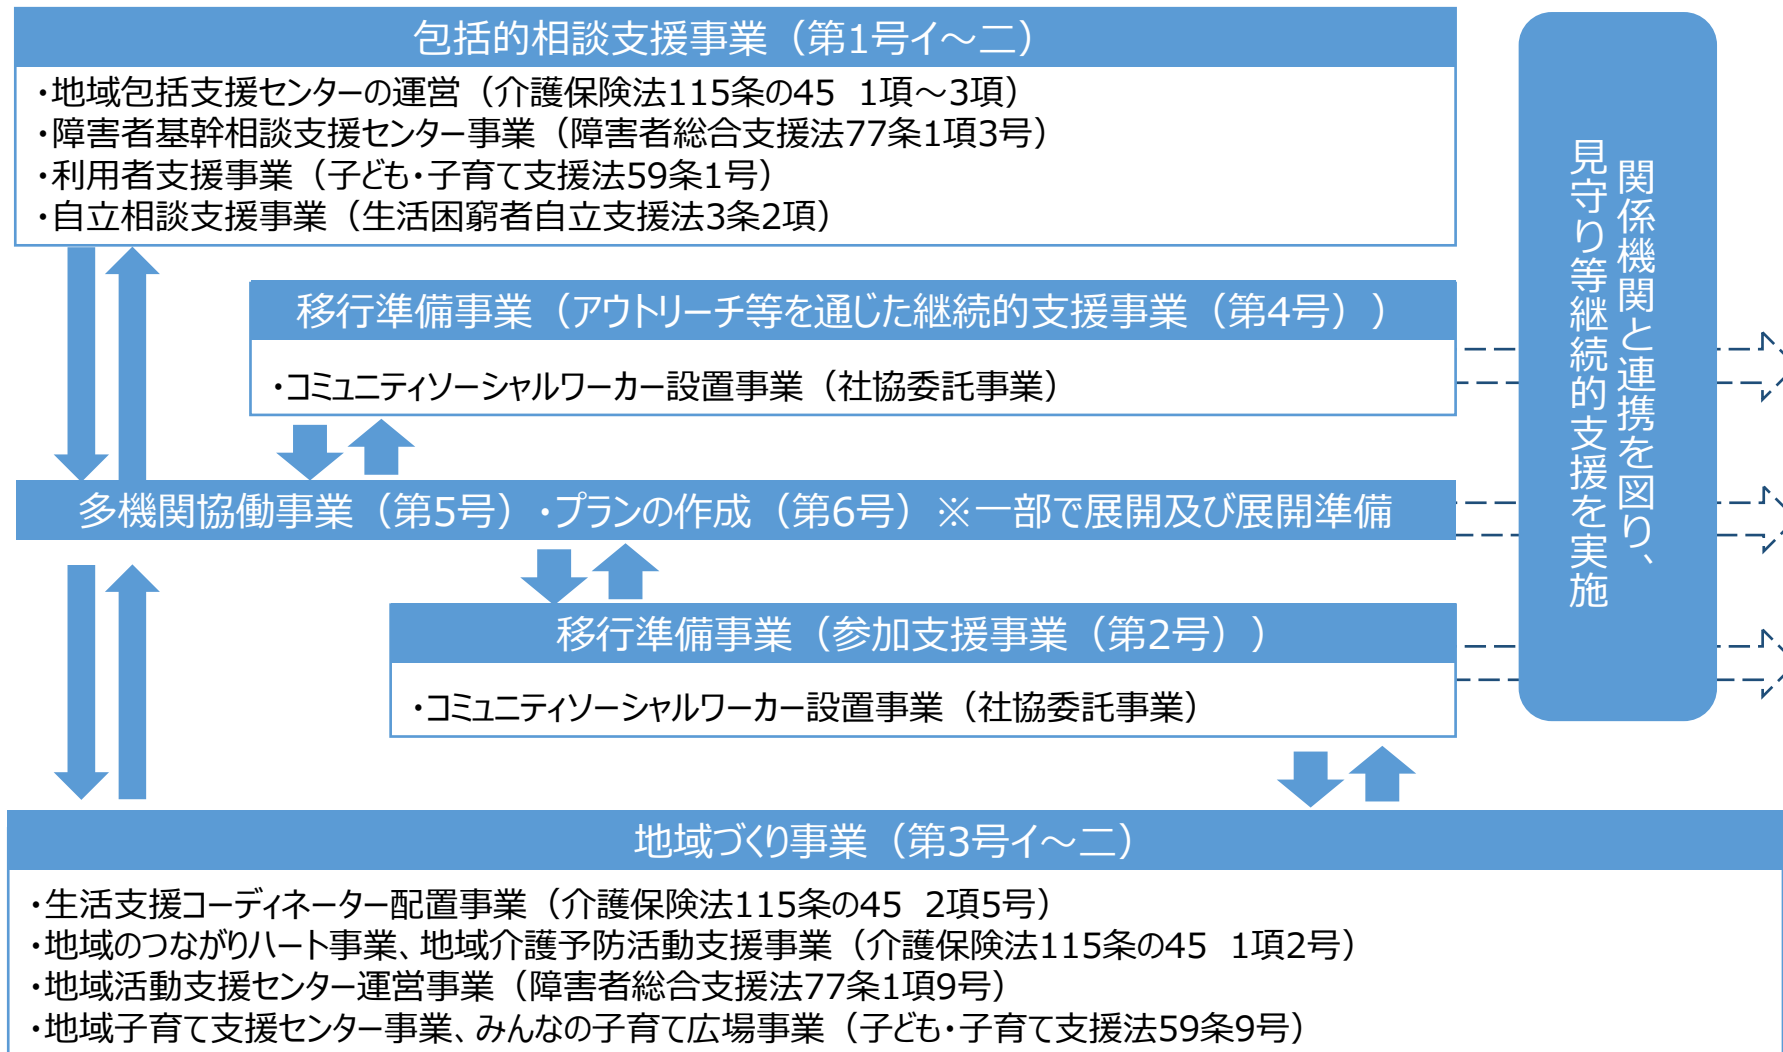 包括的相談支援事業（第1号イ～ニ）
・地域包括支援センターの運営（介護保険法115条の45 1項～3項）
・障害者基幹相談支援センター事業（障害者総合支援法77条1項3号）
・利用者支援事業（子ども・子育て支援法59条1号）
・自立相談支援事業（生活困窮者自立支援法3条2項）
移行準備事業（アウトリーチ等を通じた継続的支援事業（第4号））
・コミュニティソーシャルワーカー設置事業（社協委託事業）
多機関協働事業（第5号）・プランの作成（第6号）※一部で展開及び展開準備
移行準備事業（参加支援事業（第2号））
・コミュニティソーシャルワーカー設置事業（社協委託事業）
関係機関と連携を図り、
見守り等継続的支援を実施
地域づくり事業（第3号イ～ニ）
・生活支援コーディネーター配置事業（介護保険法115条の45 2項5号）
・地域のつながりハート事業、地域介護予防活動支援事業（介護保険法115条の45 1項2号）
・地域活動支援センター運営事業（障害者総合支援法77条1項9号）
・地域子育て支援センター事業、みんなの子育て広場事業（子ども・子育て支援法59条9号）